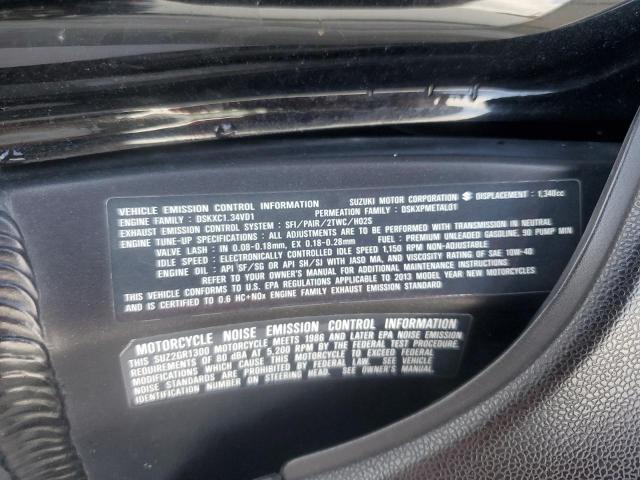 VEHICLE EMISSION CONTROL INFORMATION SUZUKI MOTOR CORPORATION DISPLACEMENT : 1,340cc
ENGINE FAMILY : DSKXC1.34VD1 PERMEATION FAMILY : DSKXPMETAL01
EXHAUST EMISSION CONTROL SYSTEM : SFI/PAIR/2TWC/HO2S
ENGINE TUNE-UP SPECIFICATIONS : ALL ADJUSTMENTS ARE TO BE PERFORMED WITH TRANSMISSION IN NEUTRAL
VALVE LASH : IN 0.08-0.18mm, EX 0.18-0.28mm FUEL : PREMIUM UNLEADED GASOLINE, 90 PUMP MIN
IDLE SPEED : ELECTRONICALLY CONTROLLED IDLE SPEED 1,150 RPM NON-ADJUSTABLE
ENGINE OIL : API SF/SG OR API SH/SJ WITH JASO MA, AND VISCOSITY RATING OF SAE 10W-40
REFER TO YOUR OWNER'S MANUAL FOR ADDITIONAL MAINTENANCE INSTRUCTIONS.
THIS VEHICLE CONFORMS TO U.S. EPA REGULATIONS APPLICABLE TO 2013 MODEL YEAR NEW MOTORCYCLES
AND IS CERTIFIED TO 0.6 HC+NOx ENGINE FAMILY EXHAUST EMISSION STANDARD
MOTORCYCLE NOISE EMISSION CONTROL INFORMATION
THIS SUZ2GR1300 MOTORCYCLE MEETS 1986 AND LATER EPA NOISE EMISSION
REQUIREMENTS OF 80 dBA AT 5,200 RPM BY THE FEDERAL TEST PROCEDURE.
MODIFICATIONS WHICH CAUSE THIS MOTORCYCLE TO EXCEED FEDERAL
NOISE STANDARDS ARE PROHIBITED BY FEDERAL LAW. SEE VEHICLE
IDENTIFICATION NUMBER ON STEERING HEAD. SEE OWNER'S MANUAL.